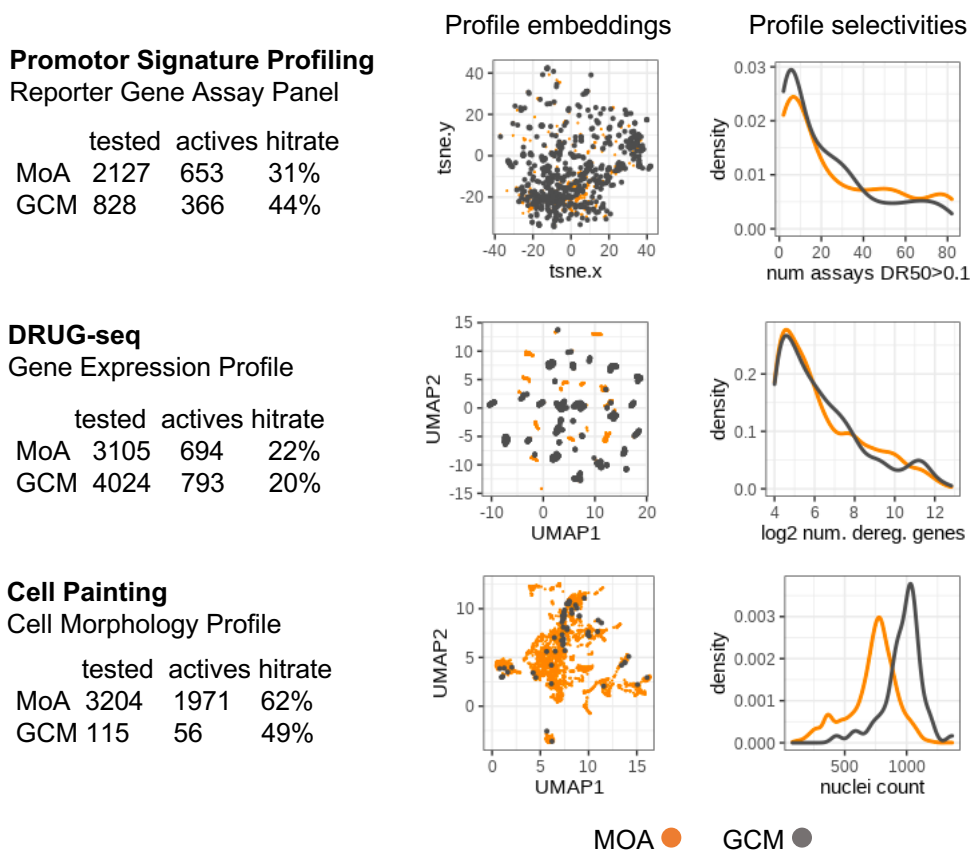 Profile embeddings
Profile selectivities
Promotor Signature Profiling
Reporter Gene Assay Panel
tested actives hitrate
MoA 2127 653 31%
GCM 828 366 44%
tsne.y
40
20
0
-20
-40 -20 0 20 40
tsne.x
density
0.03
0.02
0.01
0.00
0 20 40 60 80
num assays DR50>0.1
DRUG-seq
Gene Expression Profile
tested actives hitrate
MoA 3105 694 22%
GCM 4024 793 20%
UMAP2
15
10
5
0
-5
-10
-15
-10 0 10 20
UMAP1
density
0.2
0.1
0.0
4 6 8 10 12
log2 num. dereg. genes
Cell Painting
Cell Morphology Profile
tested actives hitrate
MoA 3204 1971 62%
GCM 115 56 49%
UMAP2
10
5
0
0 5 10 15
UMAP1
density
0.003
0.002
0.001
0.000
500 1000
nuclei count
MOA GCM